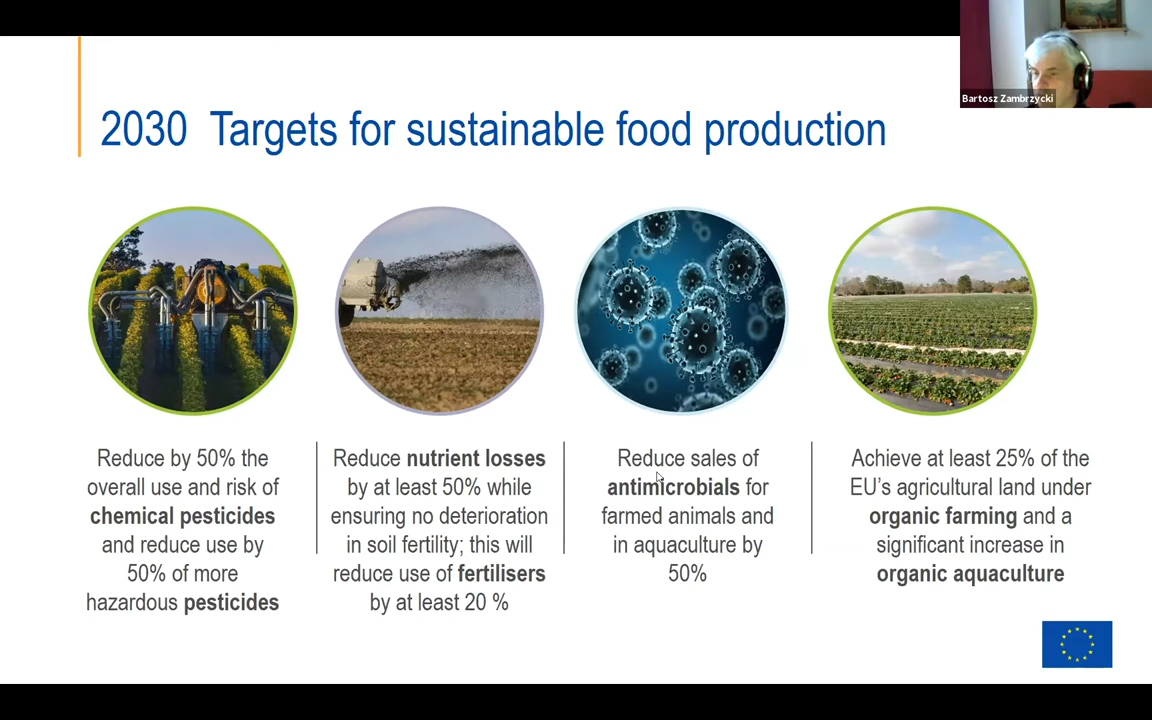 Bartosz Zambrzycki
2030 Targets for sustainable food production
Reduce by 50% the
overall use and risk of
chemical pesticides
and reduce use by
50% of more
hazardous pesticides
Reduce nutrient losses
by at least 50% while
ensuring no deterioration
in soil fertility; this will
reduce use of fertilisers
by at least 20 %
Reduce sales of
antimicrobials for
farmed animals and
in aquaculture by
50%
Achieve at least 25% of the
EU’s agricultural land under
organic farming and a
significant increase in
organic aquaculture